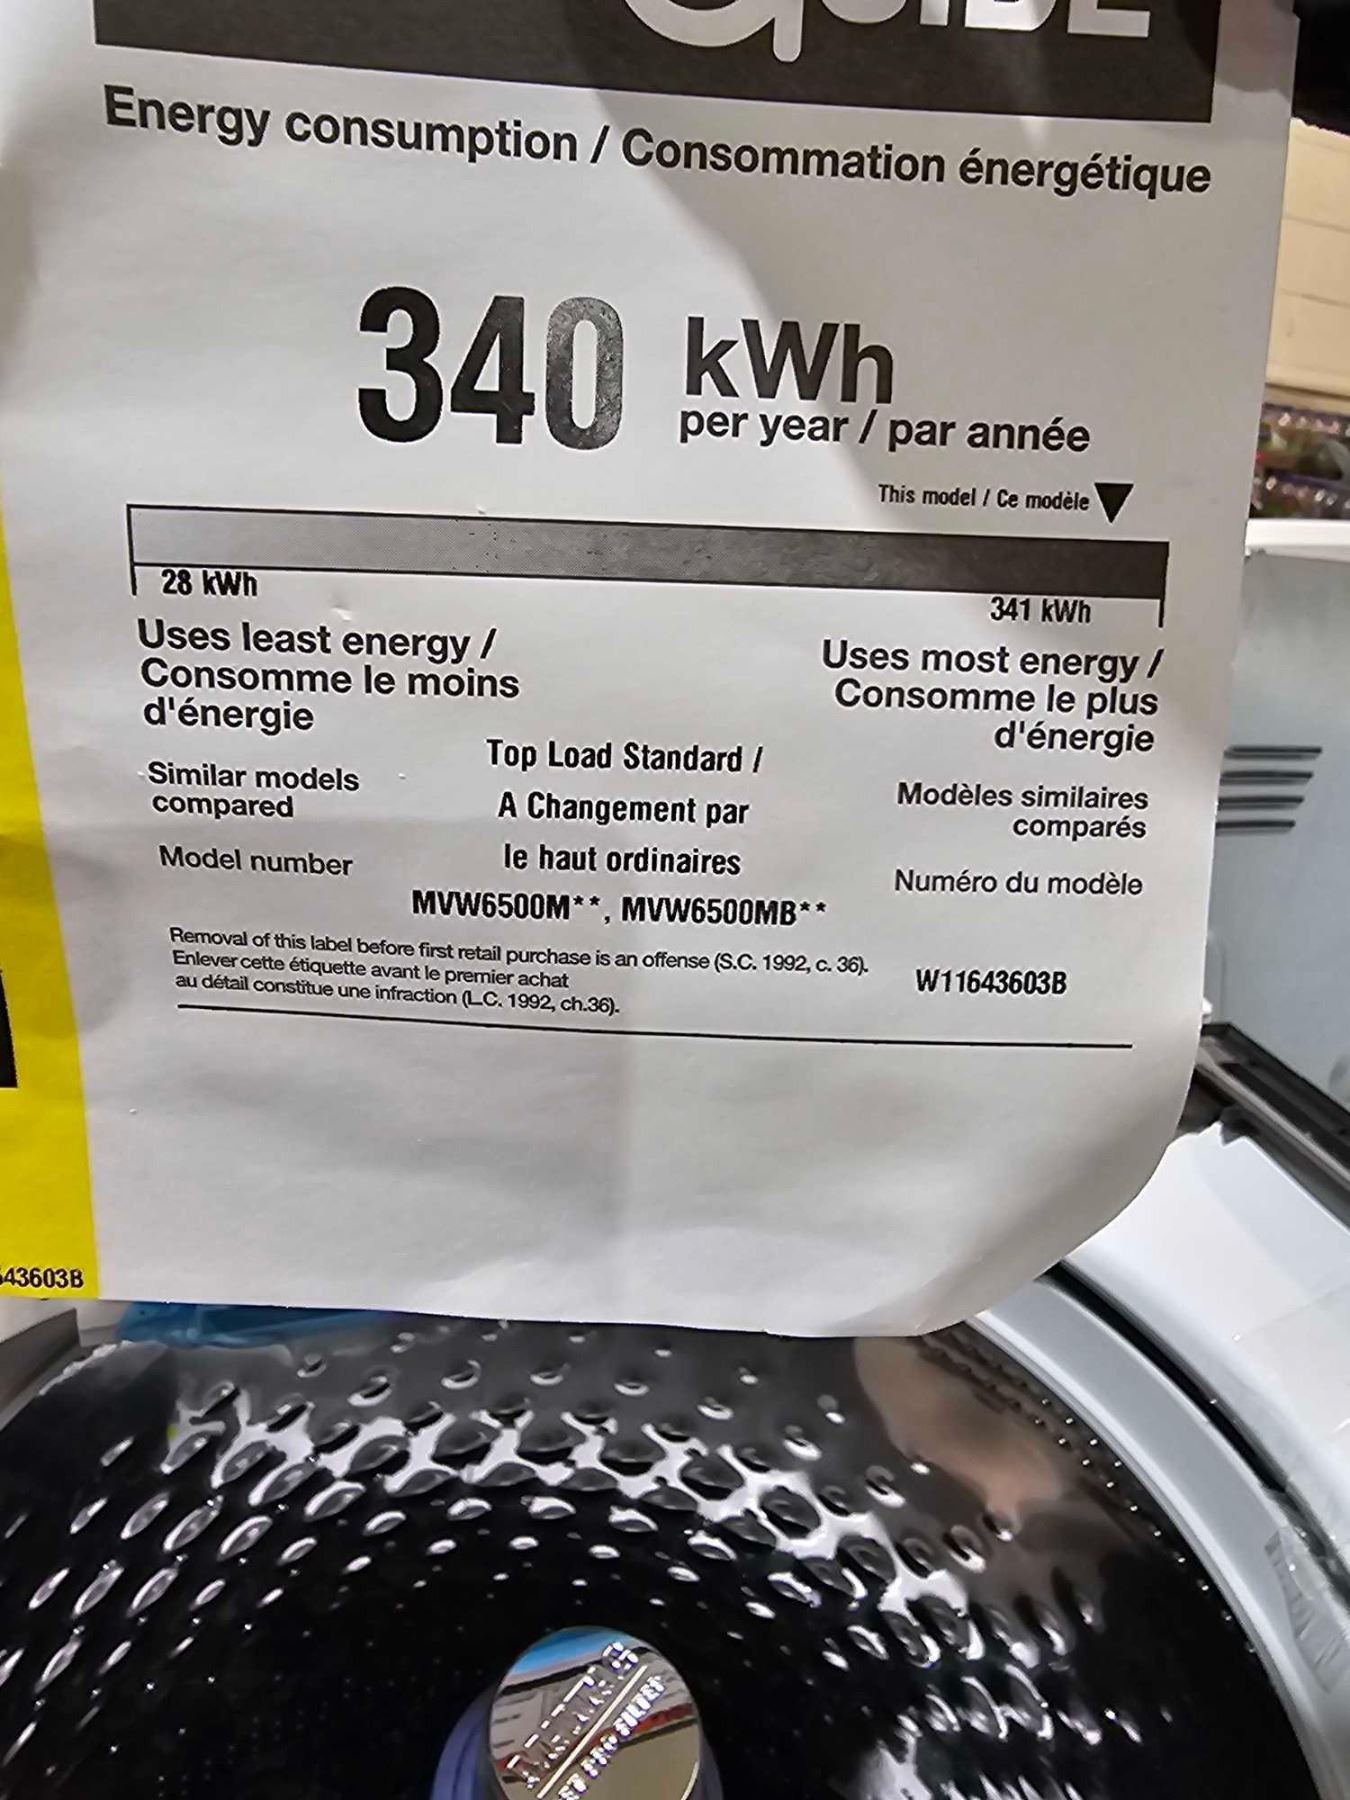 GUIDE
Energy consumption / Consommation énergétique
340 kWh
per year / par année
This model / Ce modèle
28 kWh
341 kWh
Uses least energy /
Consomme le moins
d'énergie
Uses most energy /
Consomme le plus
d'énergie
Similar models
compared
Top Load Standard /
A Changement par
le haut ordinaires
Modèles similaires
comparés
Model number
MVW6500M**, MVW6500MB**
Numéro du modèle
Removal of this label before first retail purchase is an offense (S.C. 1992, c. 36).
Enlever cette étiquette avant le premier achat
au détail constitue une infraction (L.C. 1992, ch.36).
W11643603B
43603B